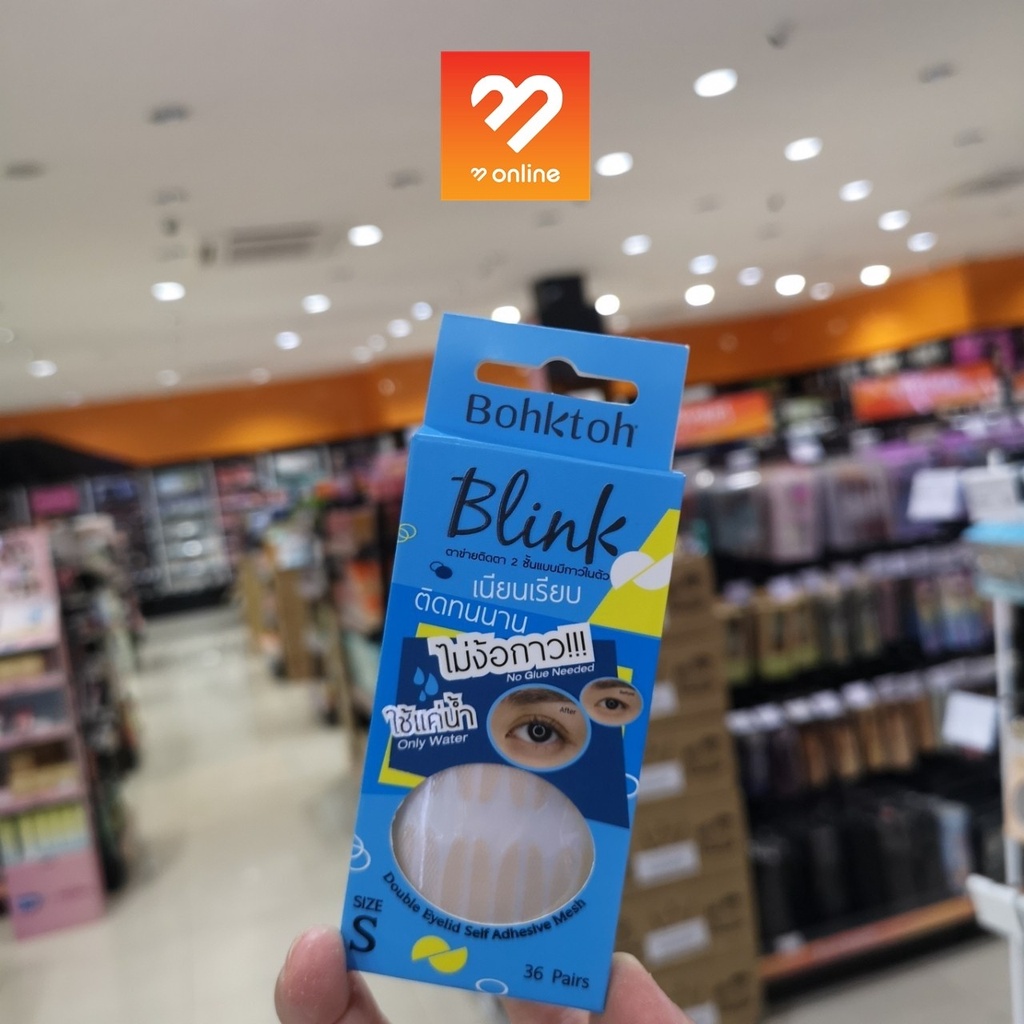 online
Bohktoh
Blink
ตาข่ายติดตา 2 ชั้นแบบมีกาวในตัว
เนียนเรียบ
ติดทนนาน
ไม่ง้อกาว!!!
No Glue Needed
ใช้แค่น้ำ
Only Water
After
Before
Double Eyelid Self Adhesive Mesh
SIZE
S
36 Pairs